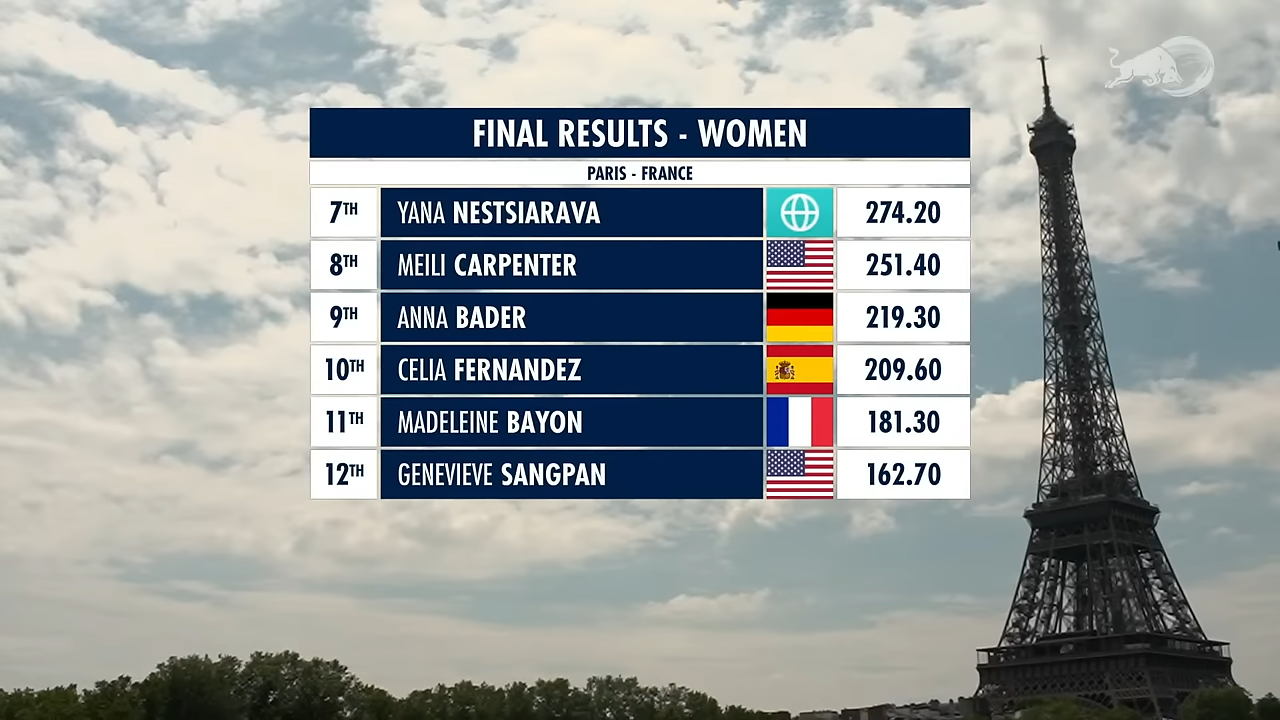 FINAL RESULTS - WOMEN
PARIS - FRANCE
7TH YANA NESTSIARAVA 274.20
8TH MEILI CARPENTER 251.40
9TH ANNA BADER 219.30
10TH CELIA FERNANDEZ 209.60
11TH MADELEINE BAYON 181.30
12TH GENEVIEVE SANGPAN 162.70